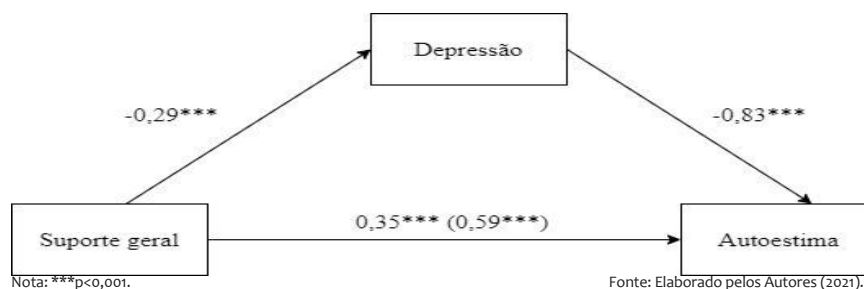 Depressão
-0,29***
-0,83***
0,35*** (0,59***)
Suporte geral
Autoestima
Nota: ***p<0,001.
Fonte: Elaborado pelos Autores (2021).